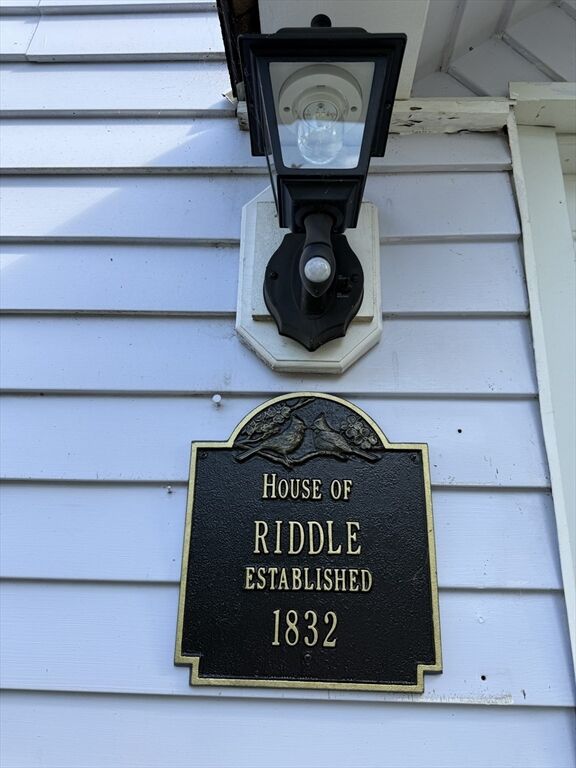 House of
RIDDLE
ESTABLISHED
1832